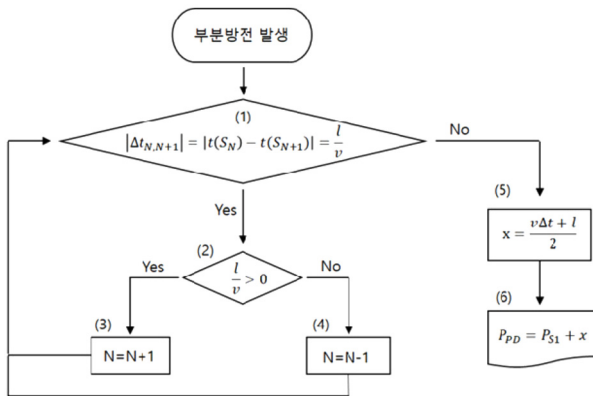 부분방전 발생
(1)
|Δt_{N,N+1}| = |t(S_N) − t(S_{N+1})| = l/v
No
Yes
(5)
x = (vΔt + l)/2
(2)
l/v > 0
Yes
No
(6)
P_{PD} = P_{S1} + x
(3)
N=N+1
(4)
N=N-1